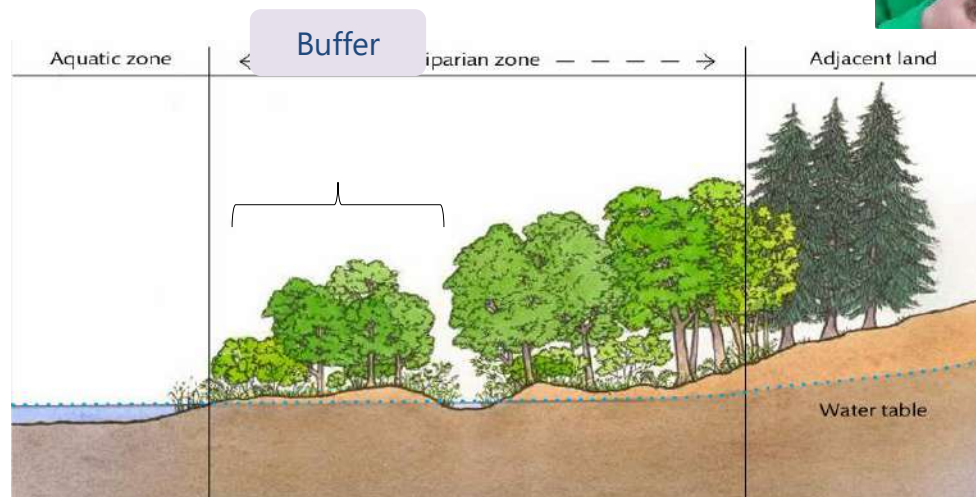 Buffer
Aquatic zone
iparian zone
Adjacent land
Water table